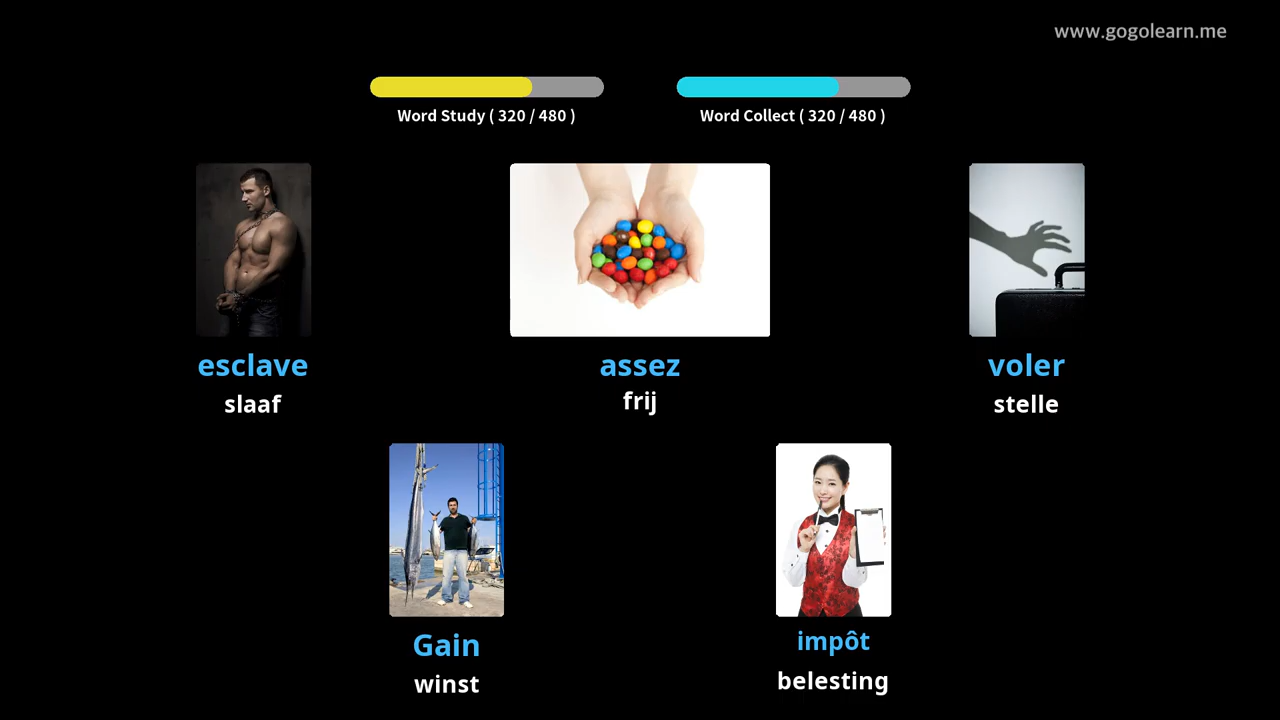 www.gogolearn.me
Word Study ( 320 / 480 )
Word Collect ( 320 / 480 )
esclave
slaaf
assez
frij
voler
stelle
Gain
winst
impôt
belesting